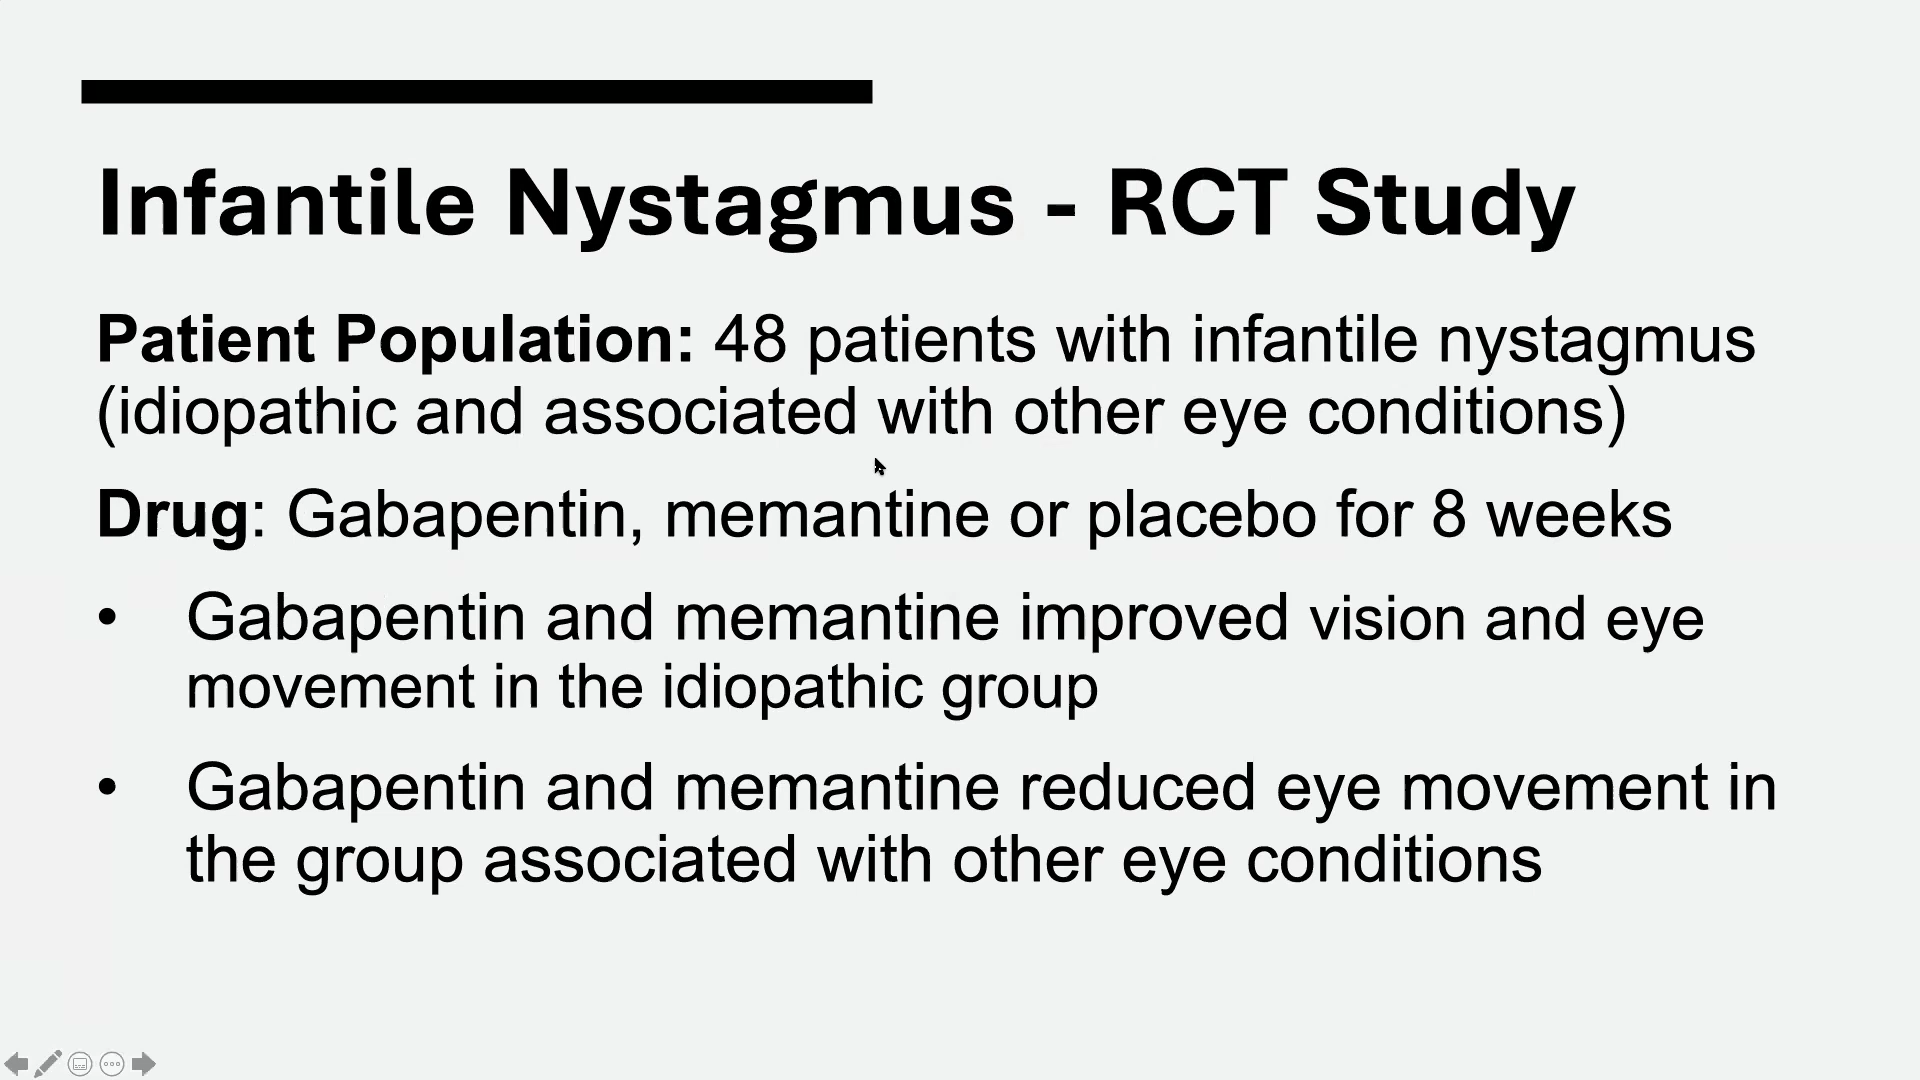 Infantile Nystagmus - RCT Study
Patient Population: 48 patients with infantile nystagmus
(idiopathic and associated with other eye conditions)
Drug: Gabapentin, memantine or placebo for 8 weeks
• Gabapentin and memantine improved vision and eye
movement in the idiopathic group
• Gabapentin and memantine reduced eye movement in
the group associated with other eye conditions